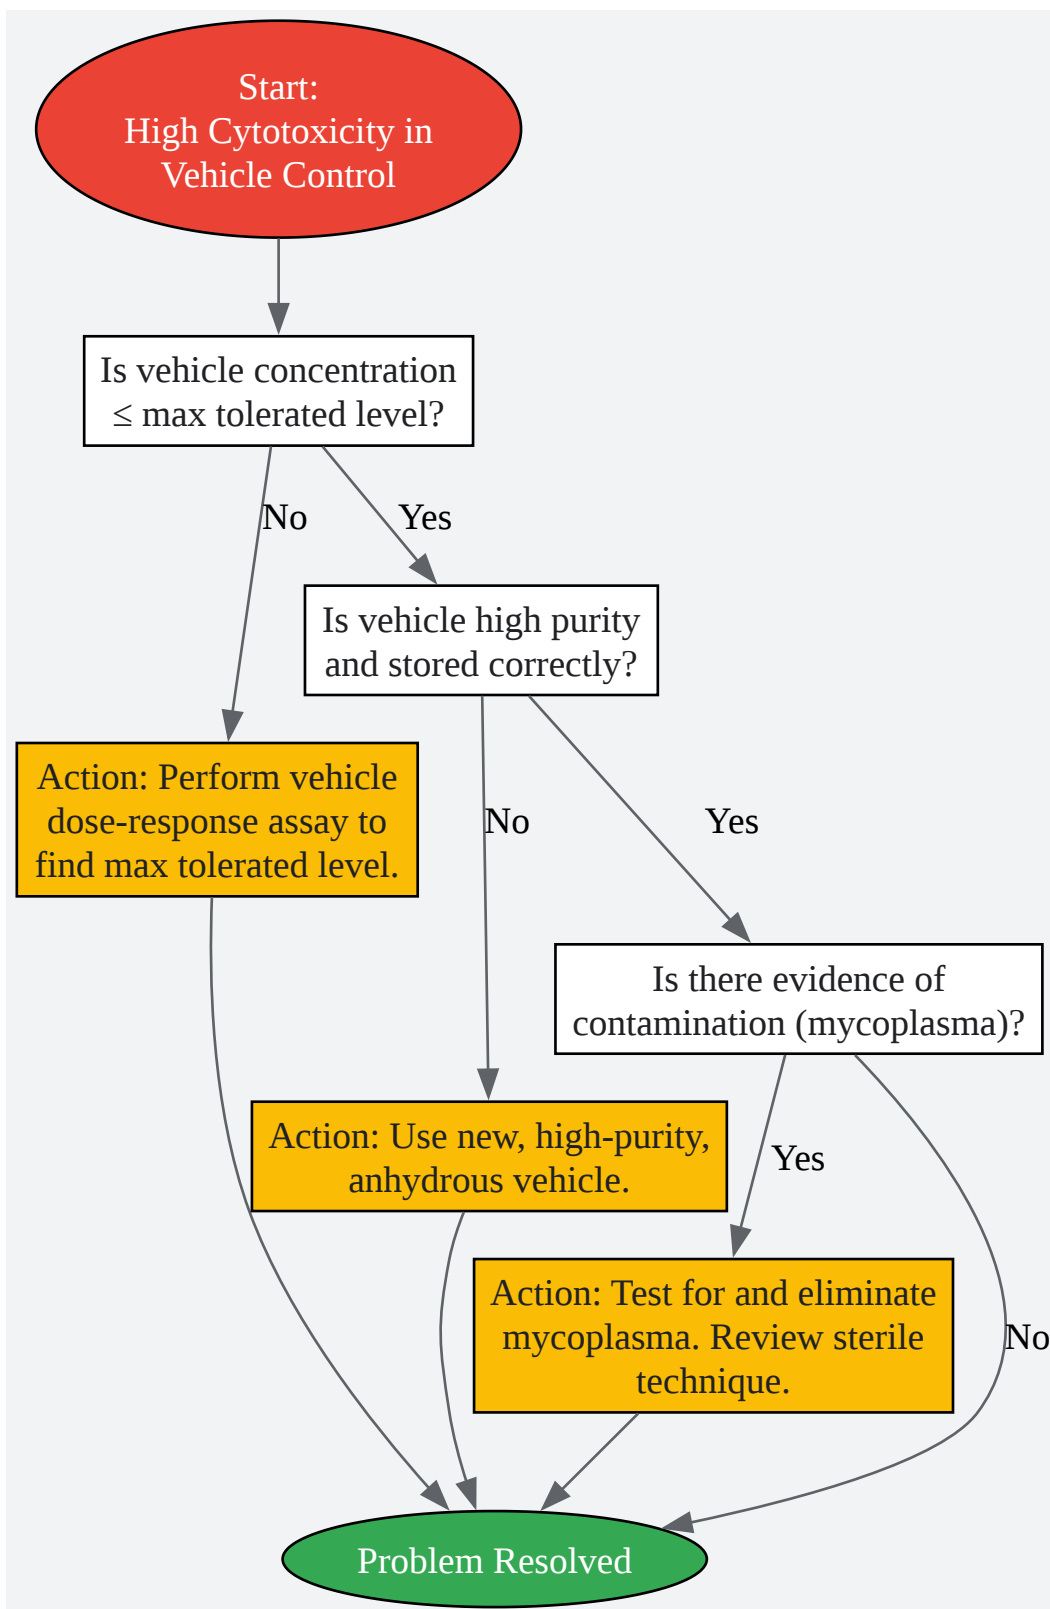 Start:
High Cytotoxicity in
Vehicle Control
Is vehicle concentration
≤ max tolerated level?
No
Yes
Is vehicle high purity
and stored correctly?
Action: Perform vehicle
dose-response assay to
find max tolerated level.
No
Yes
Is there evidence of
contamination (mycoplasma)?
Action: Use new, high-purity,
anhydrous vehicle.
Yes
Action: Test for and eliminate
mycoplasma. Review sterile
technique.
No
Problem Resolved